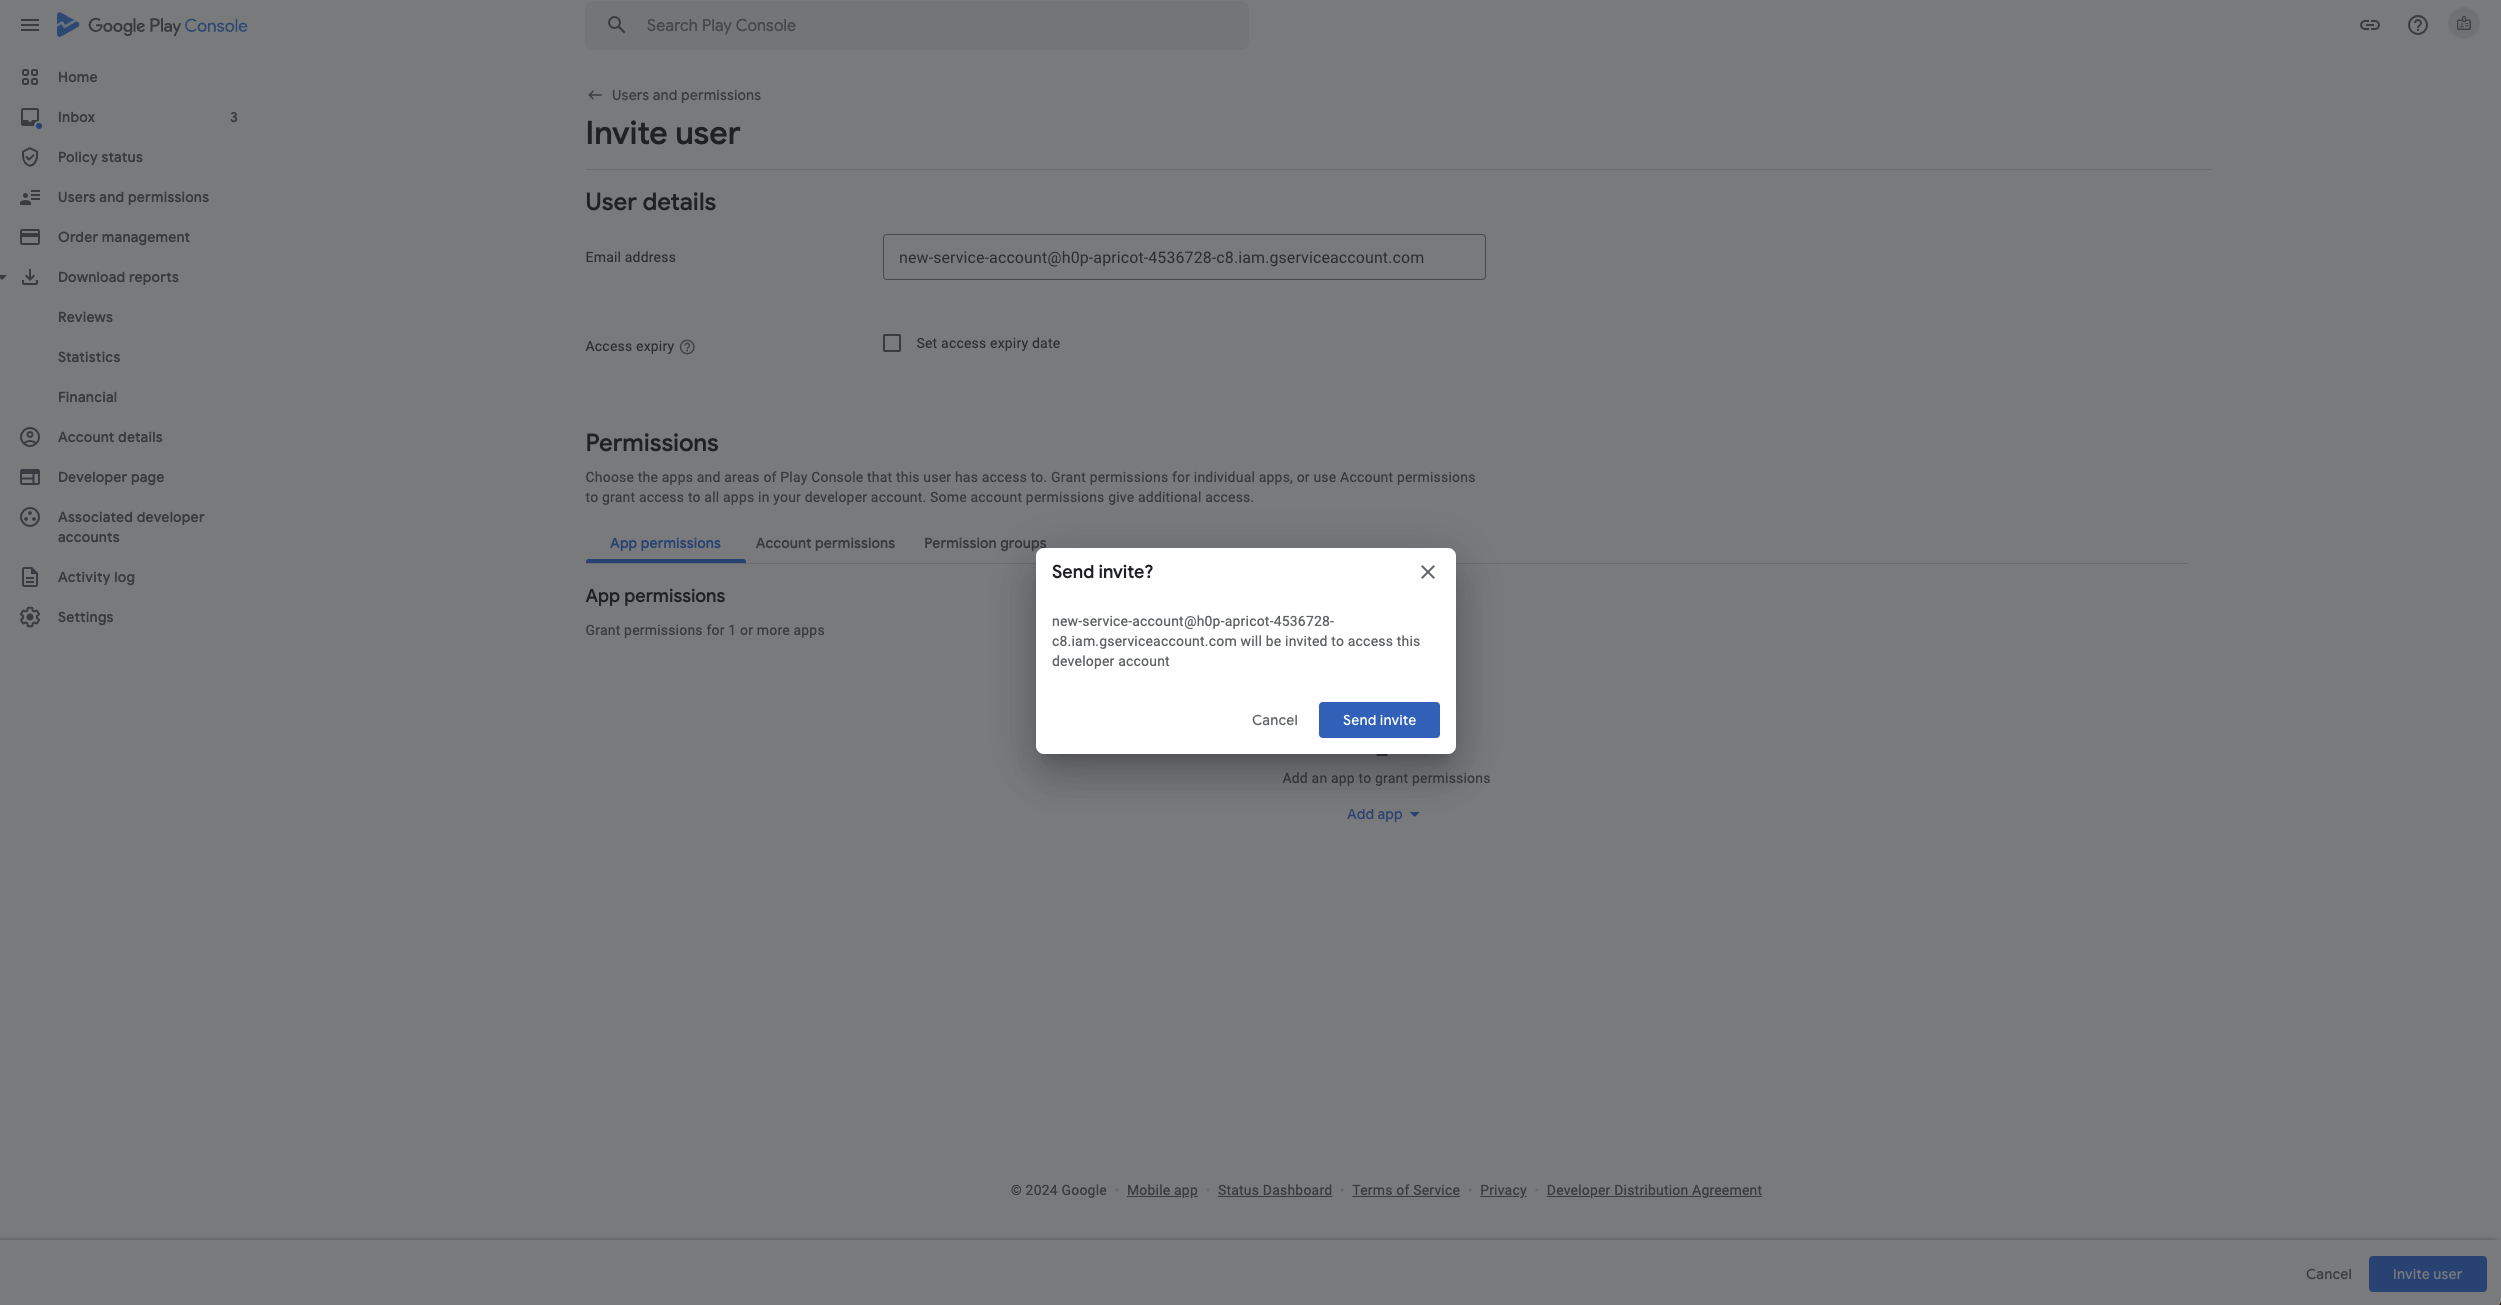 Google Play Console
Search Play Console
Home
Inbox 3
Policy status
Users and permissions
Order management
Download reports
Reviews
Statistics
Financial
Account details
Developer page
Associated developer
accounts
Activity log
Settings
Users and permissions
Invite user
User details
Email address
new-service-account@h0p-apricot-4536728-c8.iam.gserviceaccount.com
Access expiry
Set access expiry date
Permissions
Choose the apps and areas of Play Console that this user has access to. Grant permissions for individual apps, or use Account permissions
to grant access to all apps in your developer account. Some account permissions give additional access.
App permissions Account permissions Permission groups
App permissions
Grant permissions for 1 or more apps
Send invite?
new-service-account@h0p-apricot-4536728-
c8.iam.gserviceaccount.com will be invited to access this
developer account
Cancel Send invite
Add an app to grant permissions
Add app
© 2024 Google · Mobile app · Status Dashboard · Terms of Service · Privacy · Developer Distribution Agreement
Cancel Invite user